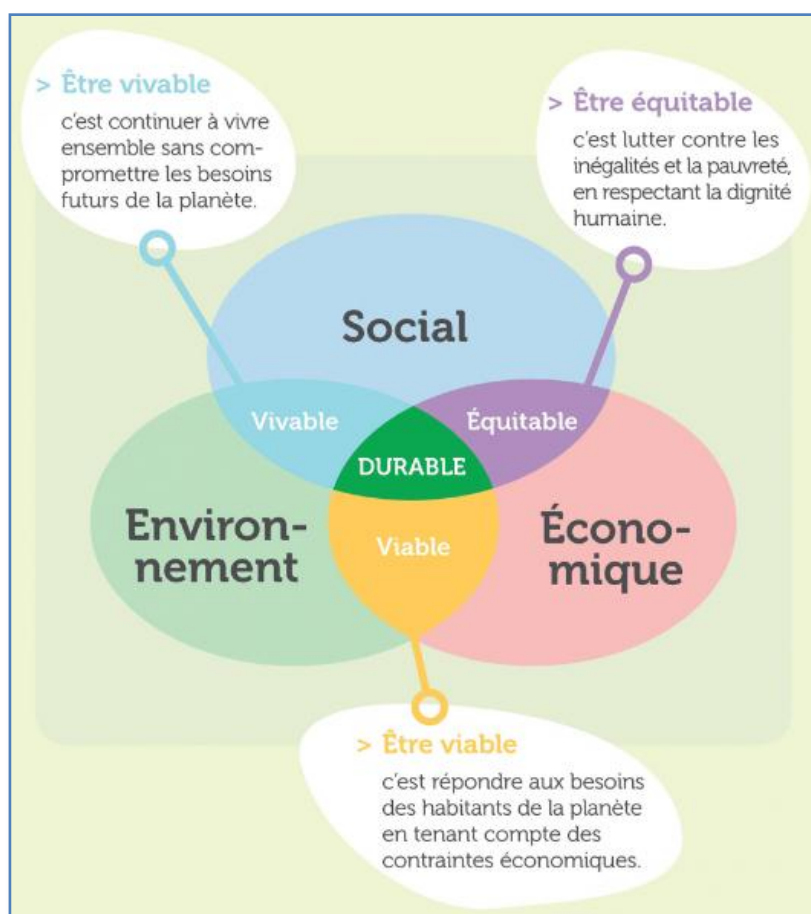 > Être vivable
c'est continuer à vivre
ensemble sans com-
promettre les besoins
futurs de la planète.
> Être équitable
c'est lutter contre les
inégalités et la pauvreté,
en respectant la dignité
humaine.
Social
Vivable
Équitable
DURABLE
Environ-
nement
Viable
Écono-
mique
> Être viable
c'est répondre aux besoins
des habitants de la planète
en tenant compte des
contraintes économiques.